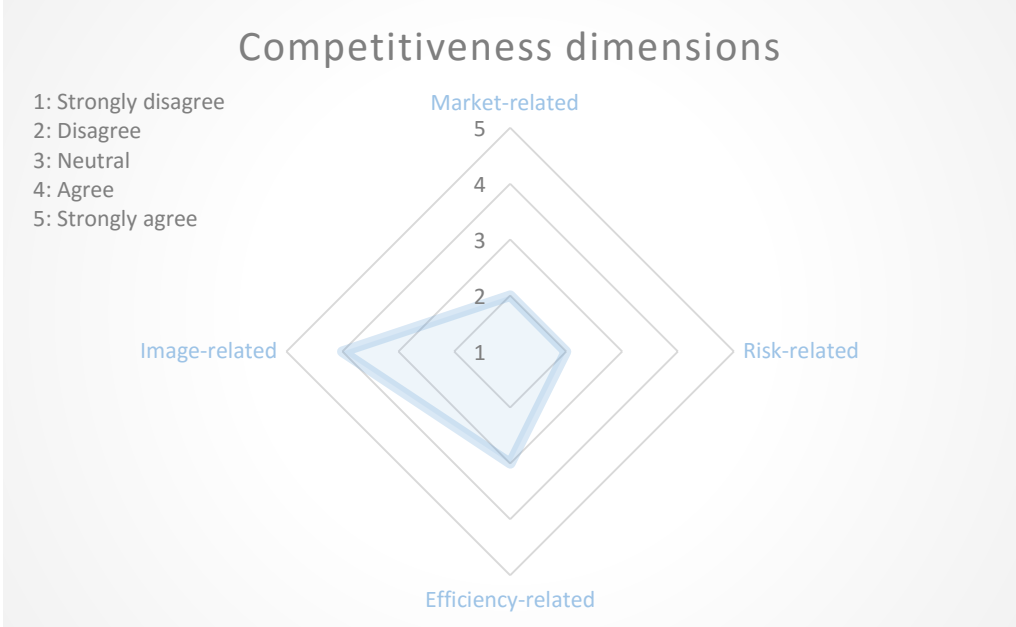 Competitiveness dimensions
1: Strongly disagree
2: Disagree
3: Neutral
4: Agree
5: Strongly agree
Market-related
5
4
3
2
1
Image-related
Risk-related
Efficiency-related